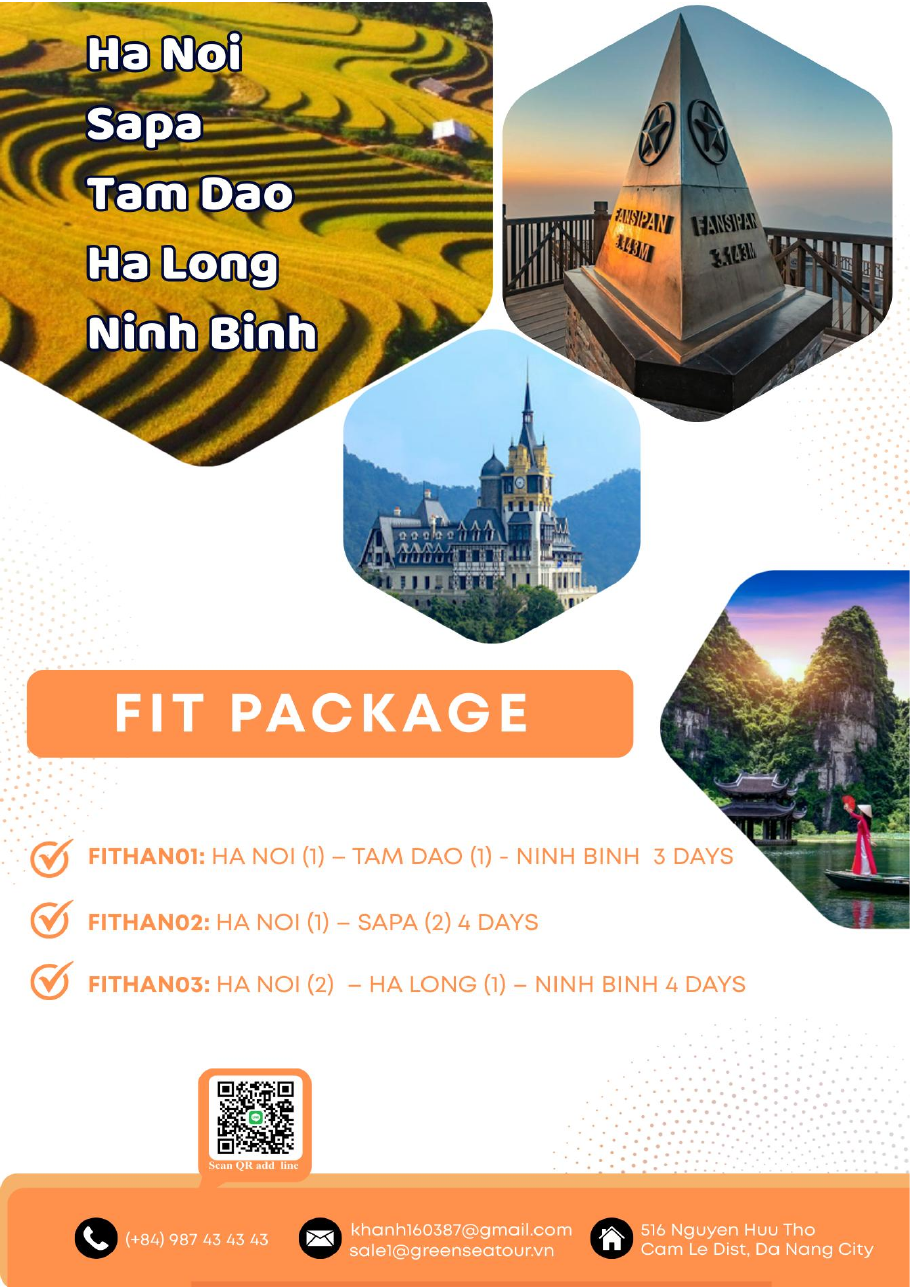 Ha Noi
Sapa
Tam Dao
Ha Long
Ninh Binh
FANSIPAN
3.143M
FANSIPAN
3.143M
FIT PACKAGE
FITHAN01: HA NOI (1) – TAM DAO (1) - NINH BINH 3 DAYS
FITHAN02: HA NOI (1) – SAPA (2) 4 DAYS
FITHAN03: HA NOI (2) – HA LONG (1) – NINH BINH 4 DAYS
Scan QR add line
(+84) 987 43 43 43
khanh160387@gmail.com
sale1@greenseatour.vn
516 Nguyen Huu Tho
Cam Le Dist, Da Nang City